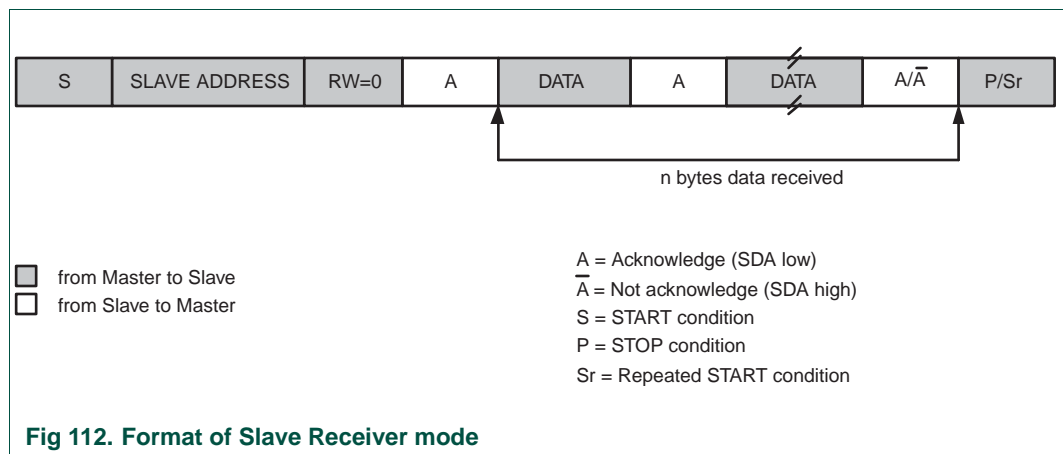 S SLAVE ADDRESS RW=0 A DATA A DATA A/A̅ P/Sr
n bytes data received
from Master to Slave
from Slave to Master
A = Acknowledge (SDA low)
A̅ = Not acknowledge (SDA high)
S = START condition
P = STOP condition
Sr = Repeated START condition
Fig 112. Format of Slave Receiver mode